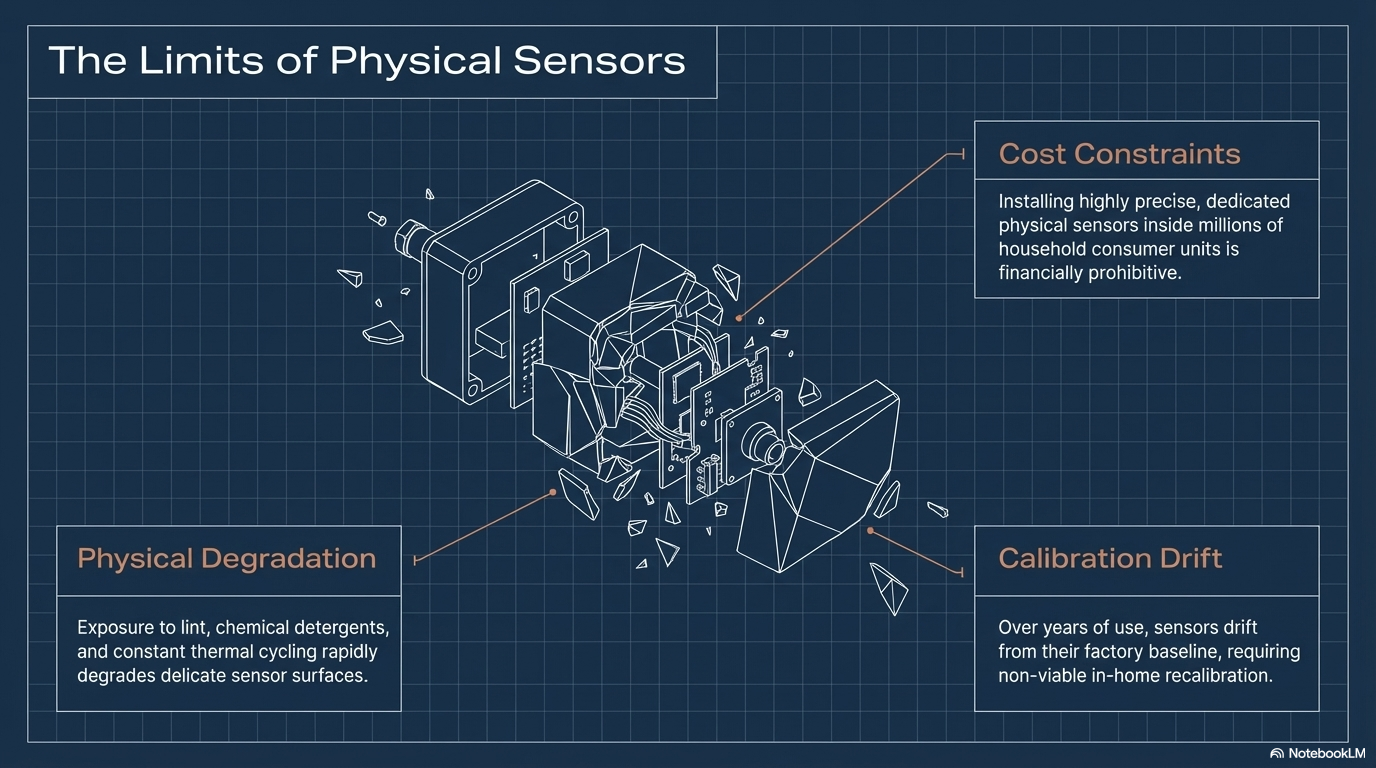 The Limits of Physical Sensors
Cost Constraints
Installing highly precise, dedicated
physical sensors inside millions of
household consumer units is
financially prohibitive.
Physical Degradation
Exposure to lint, chemical detergents,
and constant thermal cycling rapidly
degrades delicate sensor surfaces.
Calibration Drift
Over years of use, sensors drift
from their factory baseline, requiring
non-viable in-home recalibration.
NotebookLM